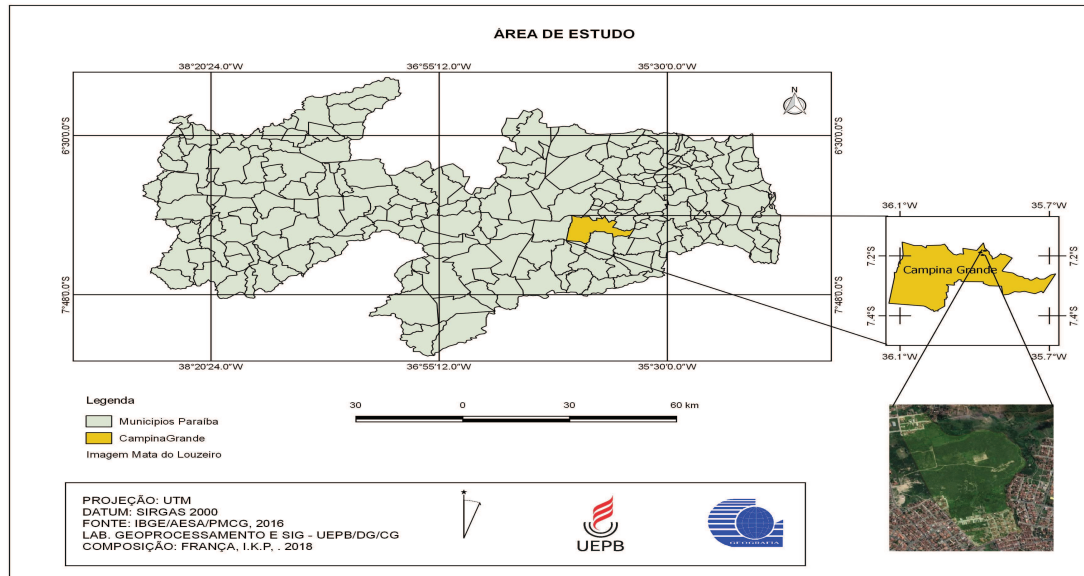 ÁREA DE ESTUDO
38°20'24.0"W 36°55'12.0"W 35°30'0.0"W
N
6°30'0.0"S 6°30'0.0"S
7°48'0.0"S 7°48'0.0"S
38°20'24.0"W 36°55'12.0"W 35°30'0.0"W
36.1°W 35.7°W
7.2°S 7.2°S
Campina Grande
7.4°S 7.4°S
36.1°W 35.7°W
Legenda
Municípios Paraíba
CampinaGrande
Imagem Mata do Louzeiro
30 0 30 60 km
PROJEÇÃO: UTM
DATUM: SIRGAS 2000
FONTE: IBGE/AESA/PMCG, 2016
LAB. GEOPROCESSAMENTO E SIG - UEPB/DG/CG
COMPOSIÇÃO: FRANÇA, I.K.P, . 2018
UEPB
GEOGRAFIA